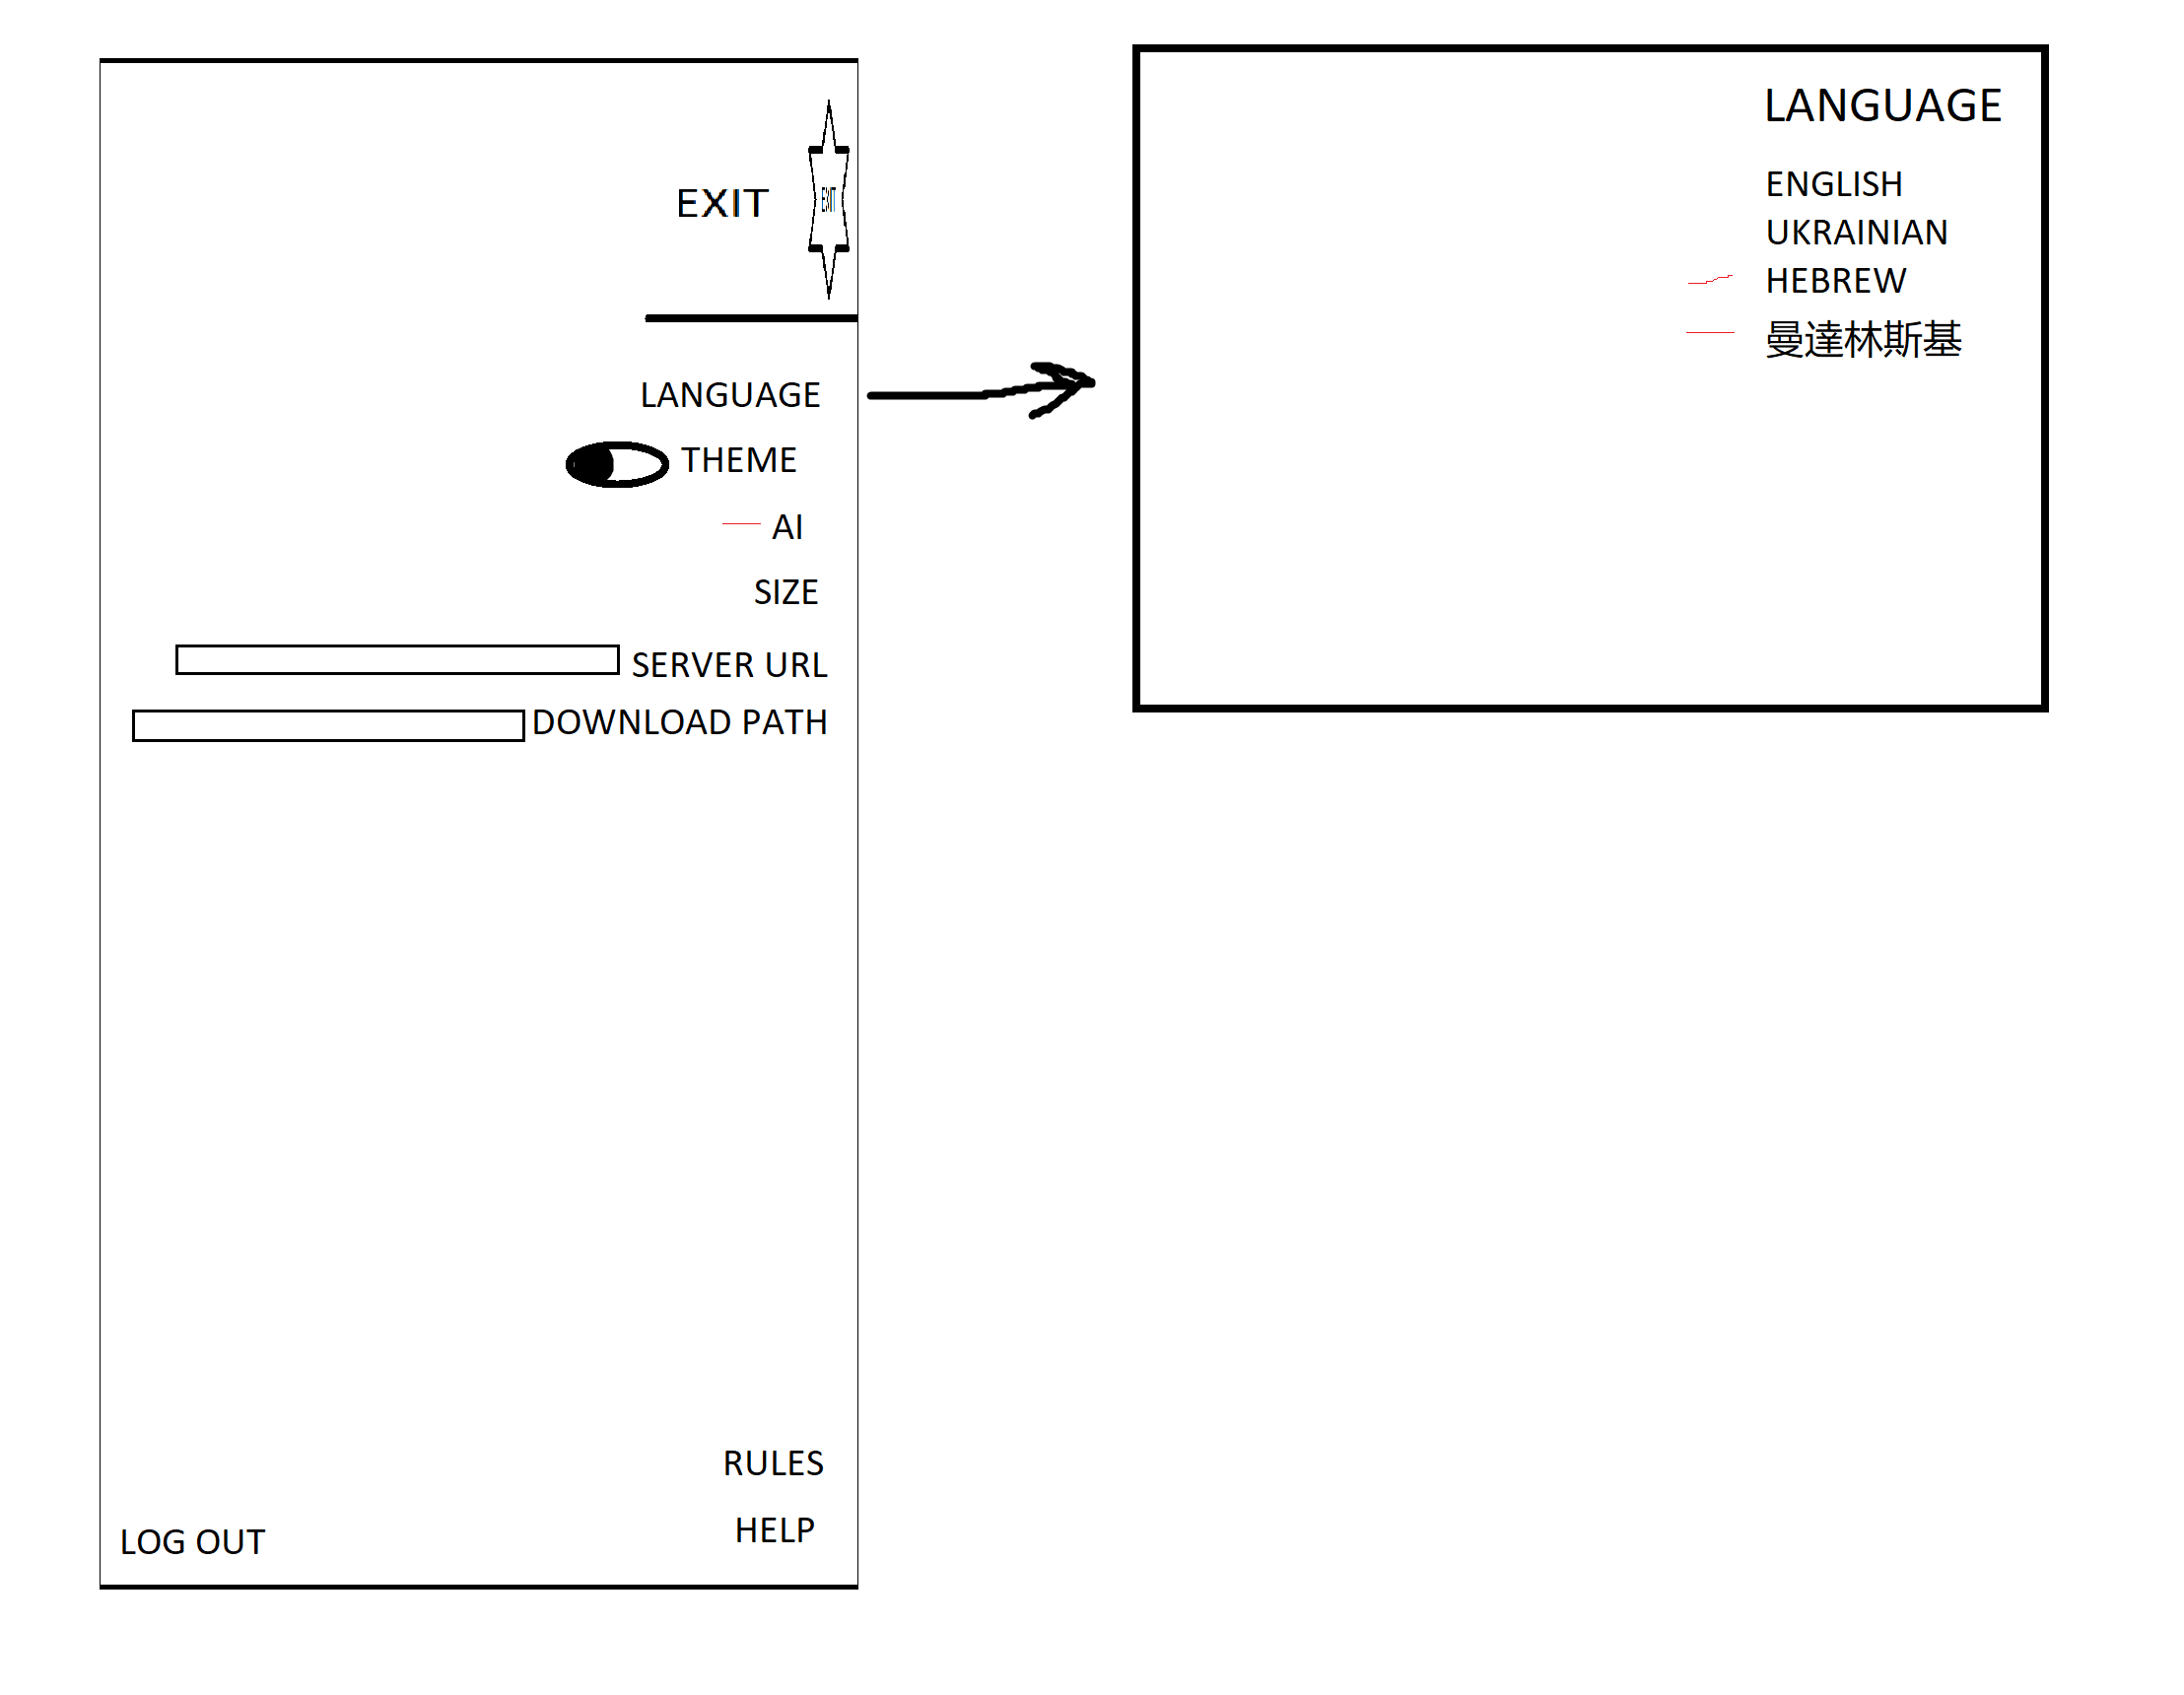 EXIT
EXIT
LANGUAGE
THEME
AI
SIZE
SERVER URL
DOWNLOAD PATH
RULES
HELP
LOG OUT
LANGUAGE
ENGLISH
UKRAINIAN
HEBREW
曼達林斯基